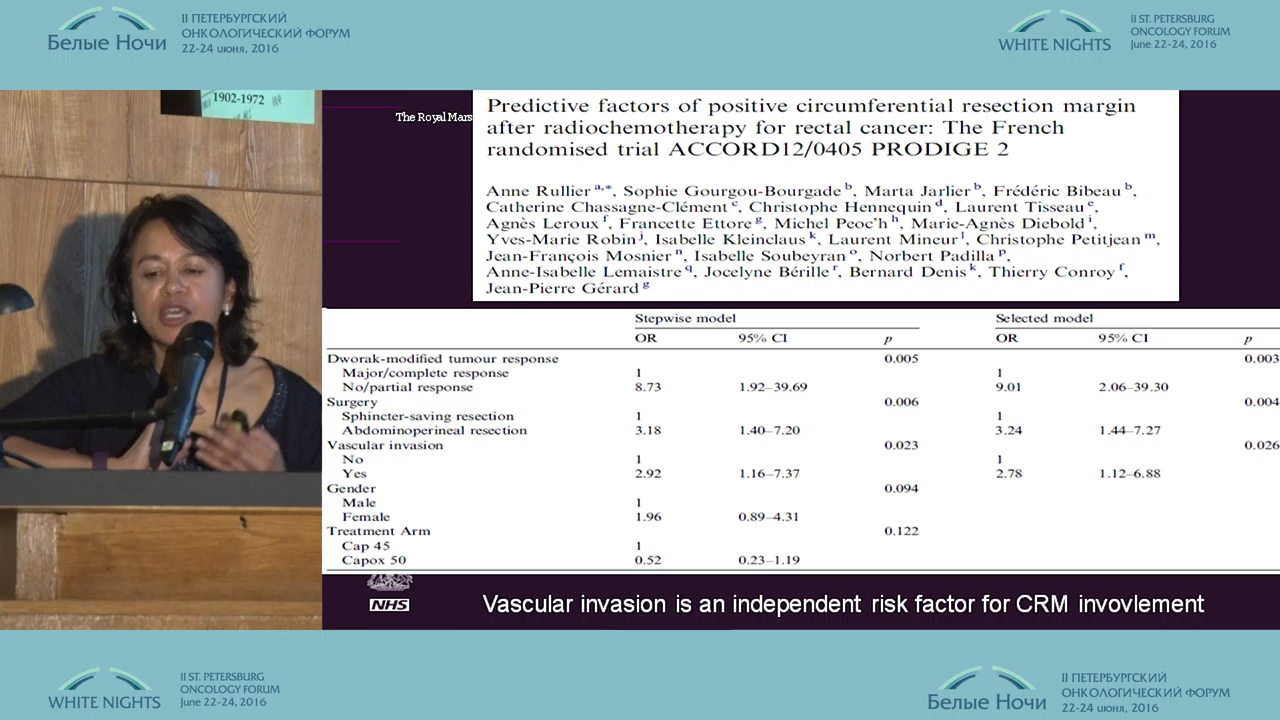 II ПЕТЕРБУРГСКИЙ
ОНКОЛОГИЧЕСКИЙ ФОРУМ
22-24 июня, 2016
Белые Ночи
II ST. PETERSBURG
ONCOLOGY FORUM
June 22-24, 2016
WHITE NIGHTS
1902-1972
The Royal Mars
Predictive factors of positive circumferential resection margin
after radiochemotherapy for rectal cancer: The French
randomised trial ACCORD12/0405 PRODIGE 2
Anne Rullier a,*, Sophie Gourgou-Bourgade b, Marta Jarlier b, Frédéric Bibeau b,
Catherine Chassagne-Clément c, Christophe Hennequin d, Laurent Tisseau e,
Agnès Leroux f, Francette Ettore g, Michel Peoc'h h, Marie-Agnès Diebold i,
Yves-Marie Robin j, Isabelle Kleinclaus k, Laurent Mineur l, Christophe Petitjean m,
Jean-François Mosnier n, Isabelle Soubeyran o, Norbert Padilla p,
Anne-Isabelle Lemaistre q, Jocelyne Bérille r, Bernard Denis k, Thierry Conroy f,
Jean-Pierre Gérard g
Stepwise model Selected model
OR 95% CI p OR 95% CI p
Dworak-modified tumour response 0.005 0.003
Major/complete response 1 1
No/partial response 8.73 1.92–39.69 9.01 2.06–39.30
Surgery 0.006 0.004
Sphincter-saving resection 1 1
Abdominoperineal resection 3.18 1.40–7.20 3.24 1.44–7.27
Vascular invasion 0.023 0.026
No 1 1
Yes 2.92 1.16–7.37 2.78 1.12–6.88
Gender 0.094
Male 1
Female 1.96 0.89–4.31
Treatment Arm 0.122
Cap 45 1
Capox 50 0.52 0.23–1.19
NHS
Vascular invasion is an independent risk factor for CRM invovlement
WHITE NIGHTS
II ST. PETERSBURG
ONCOLOGY FORUM
June 22-24, 2016
Белые Ночи
II ПЕТЕРБУРГСКИЙ
ОНКОЛОГИЧЕСКИЙ ФОРУМ
22-24 июня, 2016